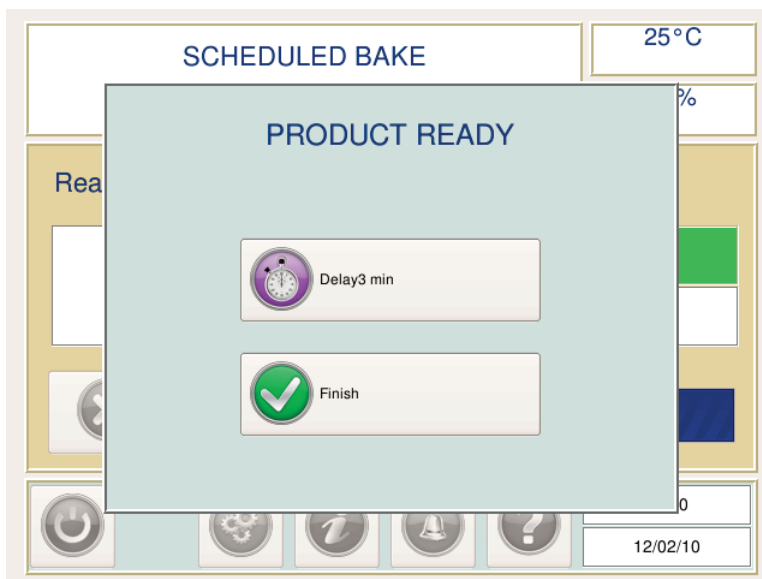 SCHEDULED BAKE
25°C
%
PRODUCT READY
Rea
Delay3 min
Finish
0
12/02/10